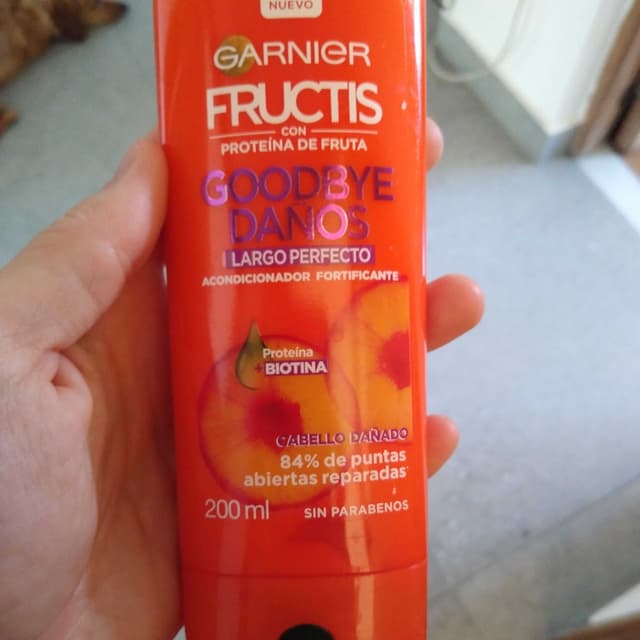 NUEVO
GARNIER
FRUCTIS
CON
PROTEÍNA DE FRUTA
GOODBYE
DAÑOS
LARGO PERFECTO
ACONDICIONADOR FORTIFICANTE
Proteína
+BIOTINA
CABELLO DAÑADO
84% de puntas
abiertas reparadas*
200 ml
SIN PARABENOS